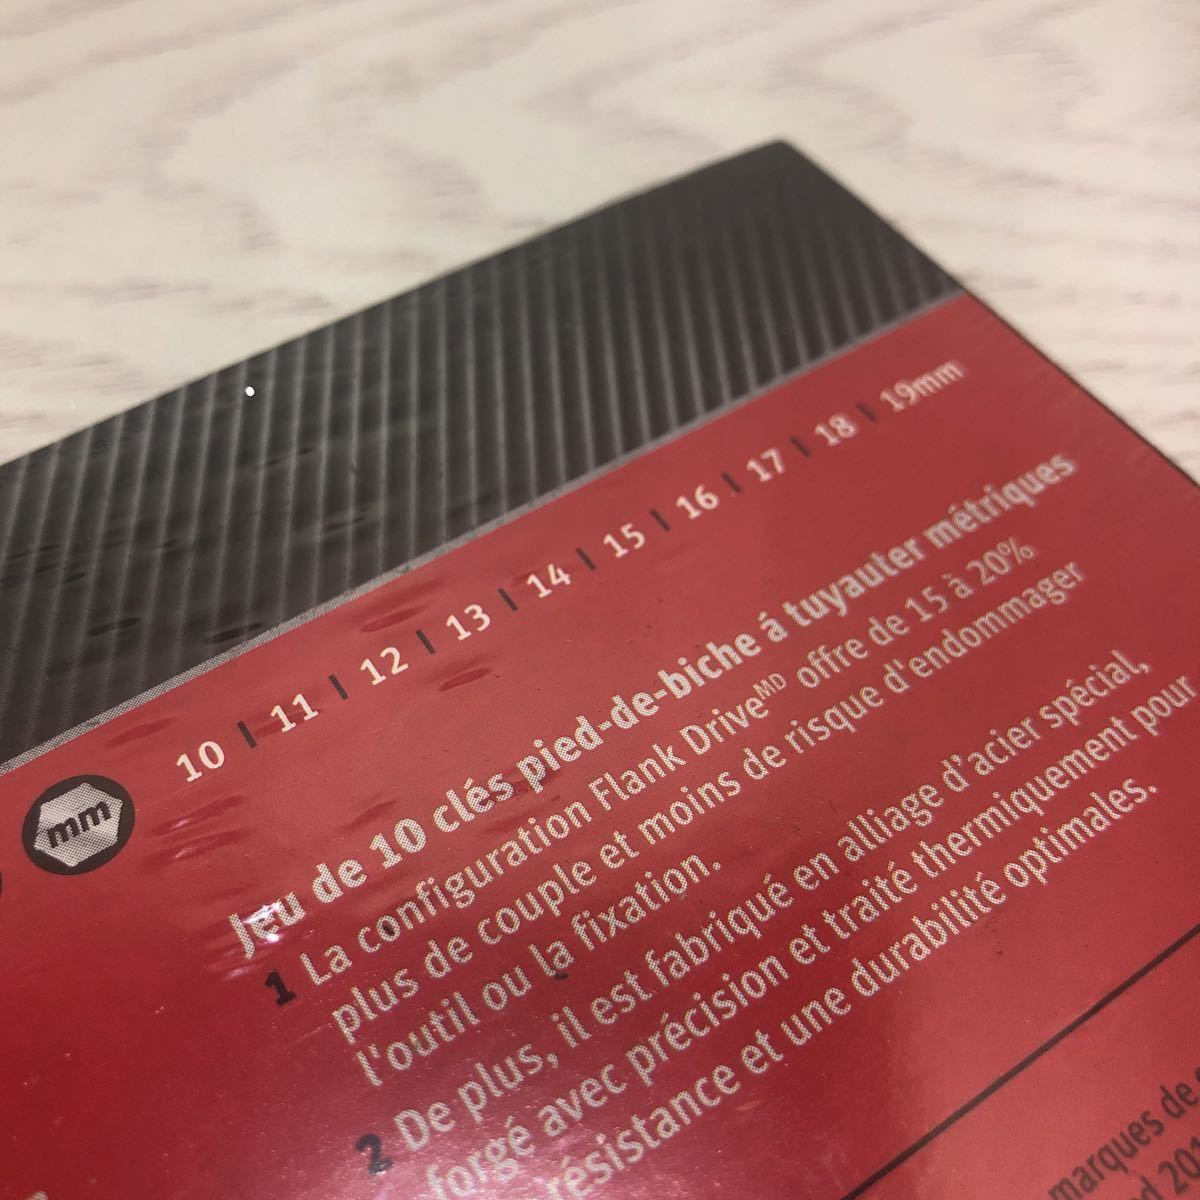 10 | 11 | 12 | 13 | 14 | 15 | 16 | 17 | 18 | 19mm
mm
Jeu de 10 clés pied-de-biche á tuyauter métriques
1 La configuration Flank Drive^MD offre de 15 à 20%
plus de couple et moins de risque d'endommager
l'outil ou la fixation.
2 De plus, il est fabriqué en alliage d'acier spécial,
forgé avec précision et traité thermiquement pour
résistance et une durabilité optimales.
marques de
201